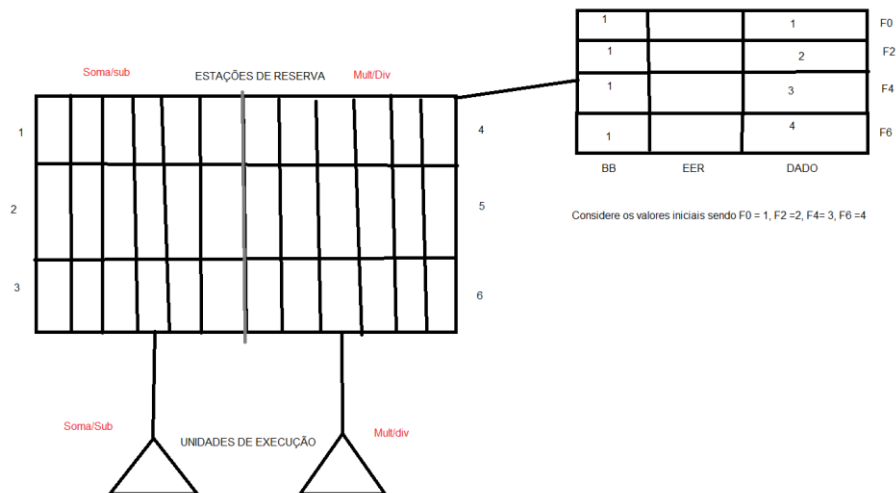 1 1 F0
1 2 F2
1 3 F4
1 4 F6
BB EER DADO
Considere os valores iniciais sendo F0 = 1, F2 =2, F4= 3, F6 =4
Soma/sub ESTAÇÕES DE RESERVA Mult/Div
1 4
2 5
3 6
Soma/Sub UNIDADES DE EXECUÇÃO Mult/div